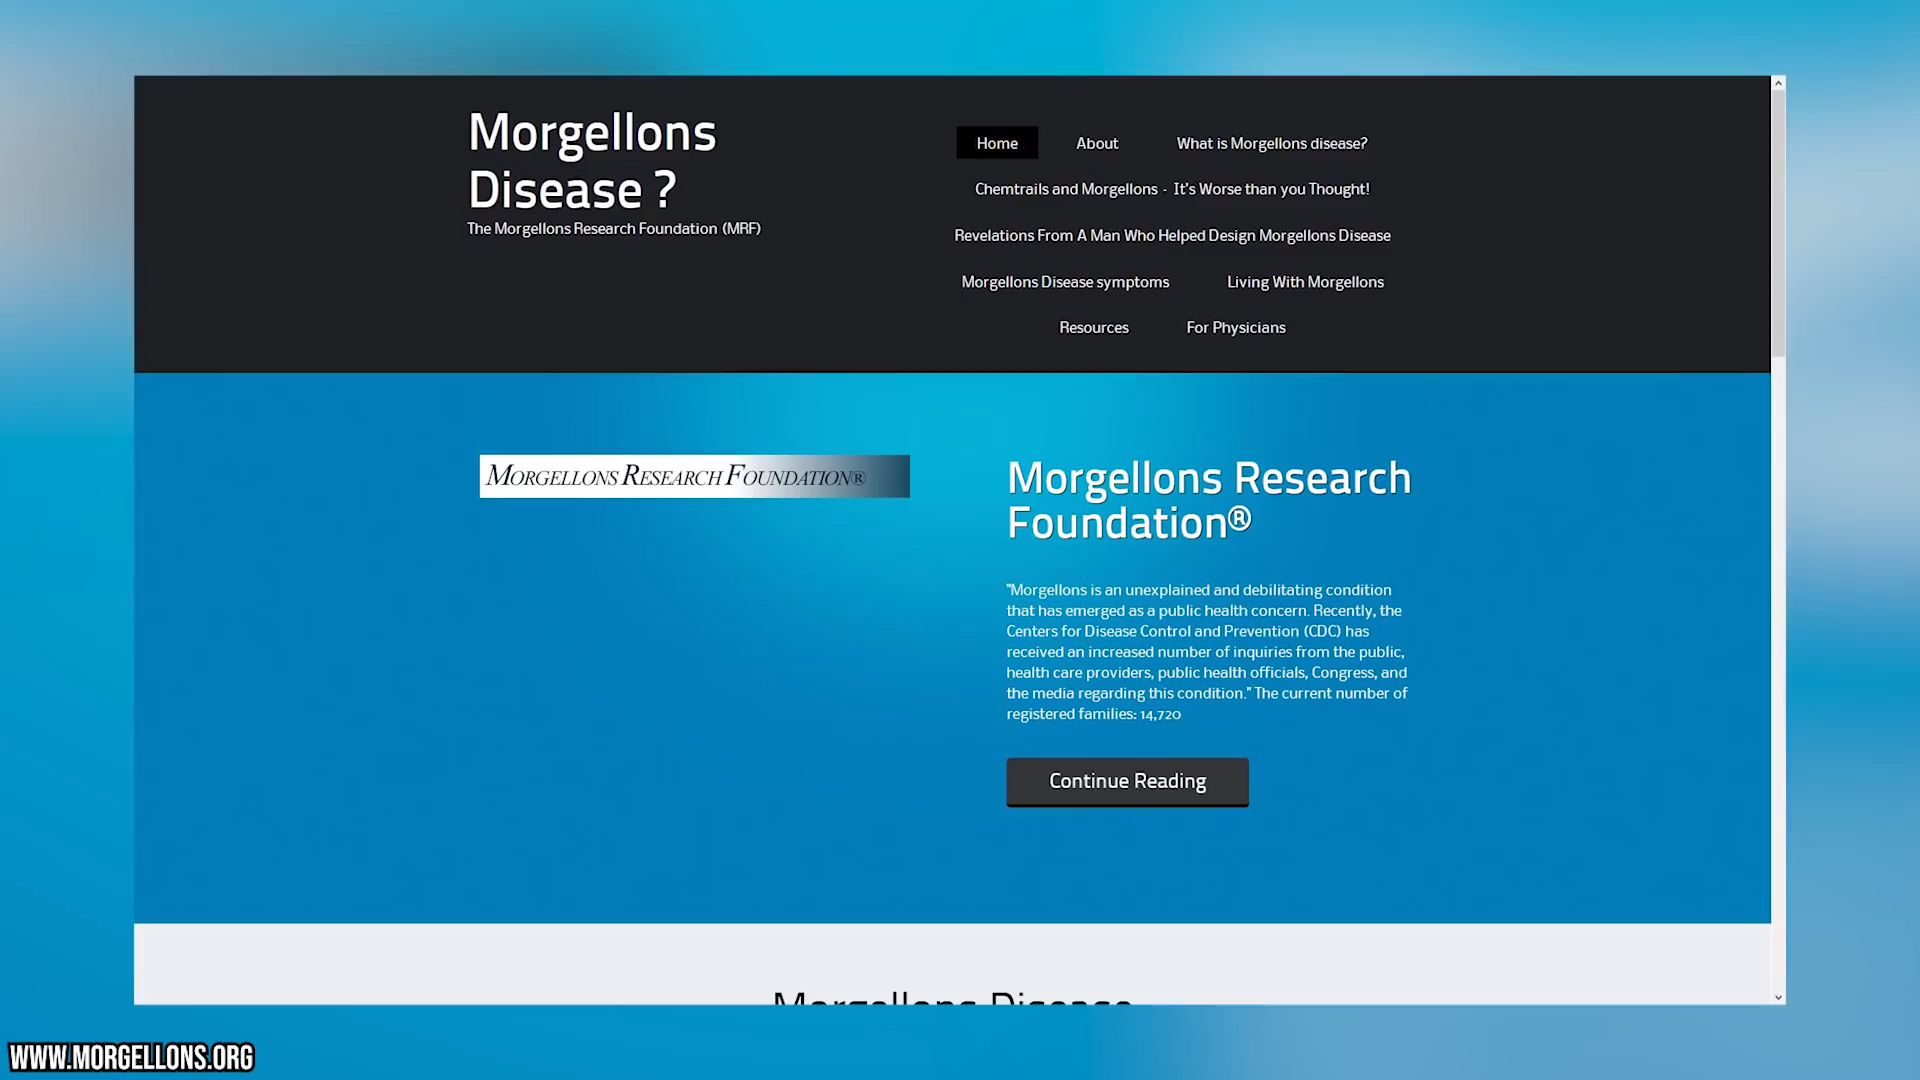 Morgellons
Disease ?
The Morgellons Research Foundation (MRF)
Home About What is Morgellons disease?
Chemtrails and Morgellons - It's Worse than you Thought!
Revelations From A Man Who Helped Design Morgellons Disease
Morgellons Disease symptoms Living With Morgellons
Resources For Physicians
MORGELLONS RESEARCH FOUNDATION®
Morgellons Research
Foundation®
"Morgellons is an unexplained and debilitating condition
that has emerged as a public health concern. Recently, the
Centers for Disease Control and Prevention (CDC) has
received an increased number of inquiries from the public,
health care providers, public health officials, Congress, and
the media regarding this condition." The current number of
registered families: 14,720
Continue Reading
Morgellons Disease
WWW.MORGELLONS.ORG